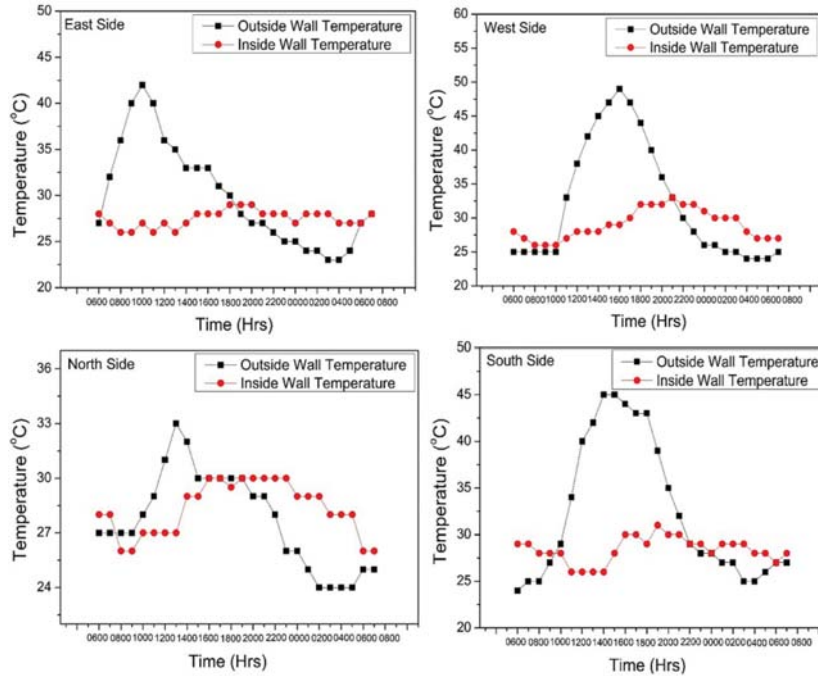 East Side
Outside Wall Temperature
Inside Wall Temperature
50
45
40
35
30
25
20
Temperature (°C)
0600 0800 1000 1200 1400 1600 1800 2000 2200 0000 0200 0400 0600 0800
Time (Hrs)
West Side
Outside Wall Temperature
Inside Wall Temperature
60
55
50
45
40
35
30
25
20
Temperature (°C)
0600 0800 1000 1200 1400 1600 1800 2000 2200 0000 0200 0400 0600 0800
Time (Hrs)
North Side
Outside Wall Temperature
Inside Wall Temperature
36
33
30
27
24
Temperature (°C)
0600 0800 1000 1200 1400 1600 1800 2000 2200 0000 0200 0400 0600 0800
Time (Hrs)
South Side
Outside Wall Temperature
Inside Wall Temperature
50
45
40
35
30
25
20
Temperature (°C)
0600 0800 1000 1200 1400 1600 1800 2000 2200 0000 0200 0400 0600 0800
Time (Hrs)